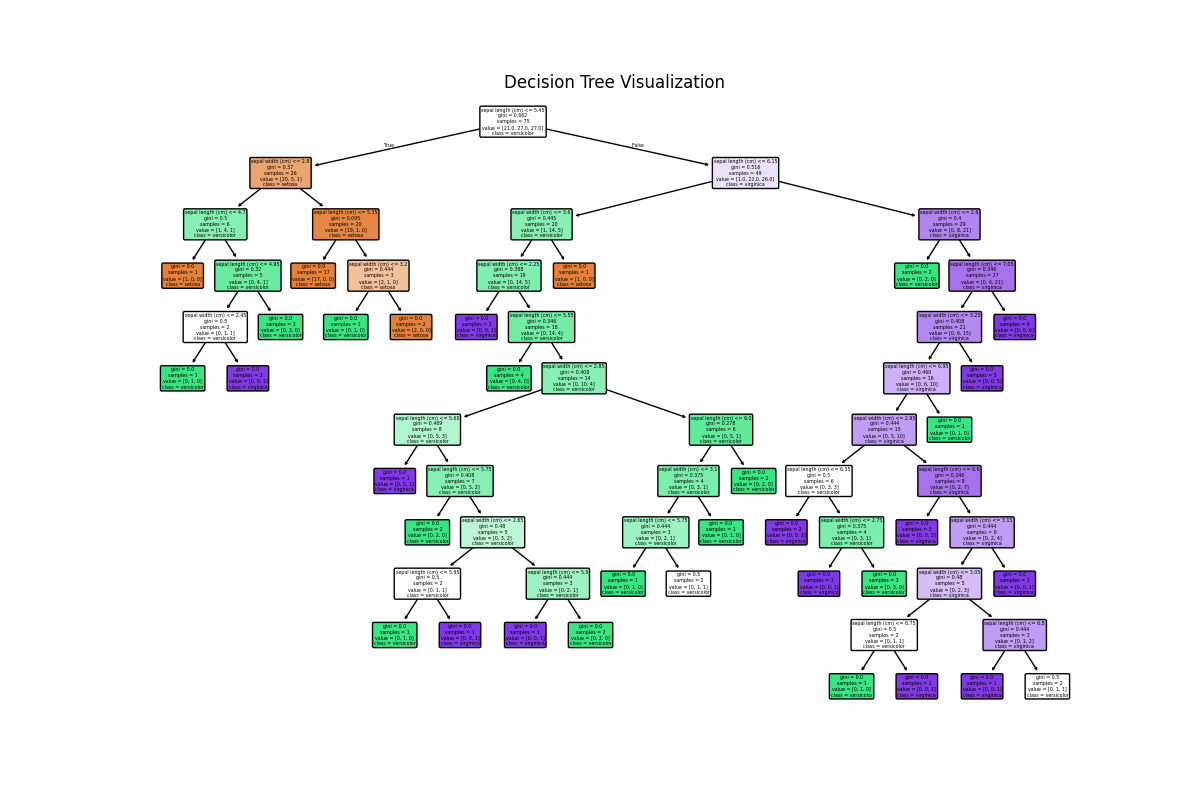 Decision Tree Visualization
sepal length (cm) <= 5.45
gini = 0.662
samples = 75
value = [21.0, 27.0, 27.0]
class = versicolor
True
False
sepal width (cm) <= 2.8
gini = 0.37
samples = 26
value = [20, 5, 1]
class = setosa
sepal length (cm) <= 6.15
gini = 0.516
samples = 49
value = [1.0, 22.0, 26.0]
class = virginica
sepal length (cm) <= 4.7
gini = 0.5
samples = 6
value = [1, 4, 1]
class = versicolor
sepal length (cm) <= 5.35
gini = 0.095
samples = 20
value = [19, 1, 0]
class = setosa
sepal width (cm) <= 3.6
gini = 0.445
samples = 20
value = [1, 14, 5]
class = versicolor
sepal width (cm) <= 2.6
gini = 0.4
samples = 29
value = [0, 8, 21]
class = virginica
gini = 0.0
samples = 1
value = [1, 0, 0]
class = setosa
sepal length (cm) <= 4.95
gini = 0.32
samples = 5
value = [0, 4, 1]
class = versicolor
gini = 0.0
samples = 17
value = [17, 0, 0]
class = setosa
sepal width (cm) <= 3.2
gini = 0.444
samples = 3
value = [2, 1, 0]
class = setosa
sepal width (cm) <= 2.25
gini = 0.388
samples = 19
value = [0, 14, 5]
class = versicolor
gini = 0.0
samples = 1
value = [1, 0, 0]
class = setosa
gini = 0.0
samples = 2
value = [0, 2, 0]
class = versicolor
sepal length (cm) <= 7.05
gini = 0.346
samples = 27
value = [0, 6, 21]
class = virginica
sepal width (cm) <= 2.45
gini = 0.5
samples = 2
value = [0, 1, 1]
class = versicolor
gini = 0.0
samples = 3
value = [0, 3, 0]
class = versicolor
gini = 0.0
samples = 1
value = [0, 1, 0]
class = versicolor
gini = 0.0
samples = 2
value = [2, 0, 0]
class = setosa
gini = 0.0
samples = 1
value = [0, 0, 1]
class = virginica
sepal length (cm) <= 5.55
gini = 0.346
samples = 18
value = [0, 14, 4]
class = versicolor
sepal width (cm) <= 3.25
gini = 0.408
samples = 21
value = [0, 6, 15]
class = virginica
gini = 0.0
samples = 6
value = [0, 0, 6]
class = virginica
gini = 0.0
samples = 1
value = [0, 1, 0]
class = versicolor
gini = 0.0
samples = 1
value = [0, 0, 1]
class = virginica
gini = 0.0
samples = 4
value = [0, 4, 0]
class = versicolor
sepal width (cm) <= 2.85
gini = 0.408
samples = 14
value = [0, 10, 4]
class = versicolor
sepal length (cm) <= 6.95
gini = 0.469
samples = 16
value = [0, 6, 10]
class = virginica
gini = 0.0
samples = 5
value = [0, 0, 5]
class = virginica
sepal length (cm) <= 5.65
gini = 0.469
samples = 8
value = [0, 5, 3]
class = versicolor
sepal length (cm) <= 6.0
gini = 0.278
samples = 6
value = [0, 5, 1]
class = versicolor
sepal width (cm) <= 2.95
gini = 0.444
samples = 15
value = [0, 5, 10]
class = virginica
gini = 0.0
samples = 1
value = [0, 1, 0]
class = versicolor
gini = 0.0
samples = 1
value = [0, 0, 1]
class = virginica
sepal length (cm) <= 5.75
gini = 0.408
samples = 7
value = [0, 5, 2]
class = versicolor
sepal width (cm) <= 3.1
gini = 0.375
samples = 4
value = [0, 3, 1]
class = versicolor
gini = 0.0
samples = 2
value = [0, 2, 0]
class = versicolor
sepal length (cm) <= 6.35
gini = 0.5
samples = 6
value = [0, 3, 3]
class = versicolor
sepal length (cm) <= 6.6
gini = 0.346
samples = 9
value = [0, 2, 7]
class = virginica
gini = 0.0
samples = 2
value = [0, 2, 0]
class = versicolor
sepal width (cm) <= 2.65
gini = 0.48
samples = 5
value = [0, 3, 2]
class = versicolor
sepal length (cm) <= 5.75
gini = 0.444
samples = 3
value = [0, 2, 1]
class = versicolor
gini = 0.0
samples = 1
value = [0, 1, 0]
class = versicolor
gini = 0.0
samples = 2
value = [0, 0, 2]
class = virginica
sepal width (cm) <= 2.75
gini = 0.375
samples = 4
value = [0, 3, 1]
class = versicolor
gini = 0.0
samples = 3
value = [0, 0, 3]
class = virginica
sepal width (cm) <= 3.15
gini = 0.444
samples = 6
value = [0, 2, 4]
class = virginica
sepal length (cm) <= 5.95
gini = 0.5
samples = 2
value = [0, 1, 1]
class = versicolor
sepal length (cm) <= 5.9
gini = 0.444
samples = 3
value = [0, 2, 1]
class = versicolor
gini = 0.0
samples = 1
value = [0, 1, 0]
class = versicolor
gini = 0.5
samples = 2
value = [0, 1, 1]
class = versicolor
gini = 0.0
samples = 1
value = [0, 0, 1]
class = virginica
gini = 0.0
samples = 3
value = [0, 3, 0]
class = versicolor
sepal width (cm) <= 3.05
gini = 0.48
samples = 5
value = [0, 2, 3]
class = virginica
gini = 0.0
samples = 1
value = [0, 0, 1]
class = virginica
gini = 0.0
samples = 1
value = [0, 1, 0]
class = versicolor
gini = 0.0
samples = 1
value = [0, 0, 1]
class = virginica
gini = 0.0
samples = 1
value = [0, 0, 1]
class = virginica
gini = 0.0
samples = 2
value = [0, 2, 0]
class = versicolor
sepal length (cm) <= 6.75
gini = 0.5
samples = 2
value = [0, 1, 1]
class = versicolor
sepal length (cm) <= 6.8
gini = 0.444
samples = 3
value = [0, 1, 2]
class = virginica
gini = 0.0
samples = 1
value = [0, 1, 0]
class = versicolor
gini = 0.0
samples = 1
value = [0, 0, 1]
class = virginica
gini = 0.0
samples = 1
value = [0, 0, 1]
class = virginica
gini = 0.5
samples = 2
value = [0, 1, 1]
class = versicolor